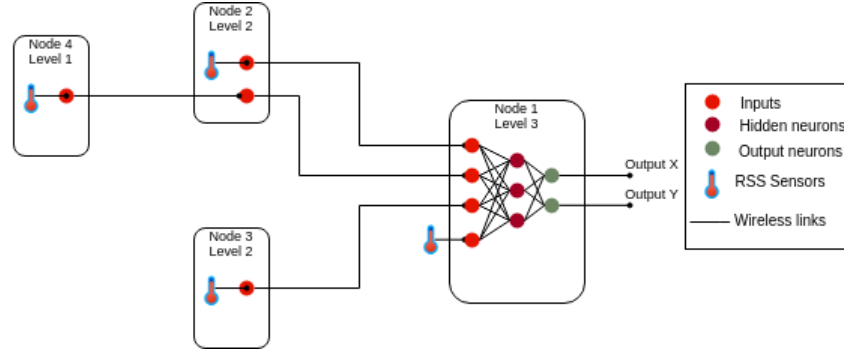 Node 2
Level 2
Node 4
Level 1
Node 1
Level 3
Output X
Output Y
Node 3
Level 2
Inputs
Hidden neurons
Output neurons
RSS Sensors
Wireless links